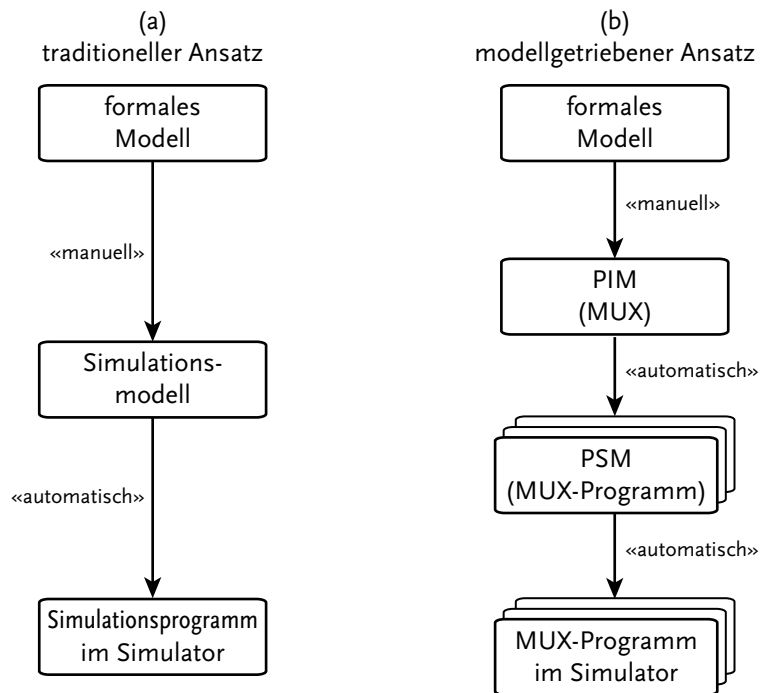 (a)
traditioneller Ansatz
formales
Modell
«manuell»
Simulations-
modell
«automatisch»
Simulationsprogramm
im Simulator
(b)
modellgetriebener Ansatz
formales
Modell
«manuell»
PIM
(MUX)
«automatisch»
PSM
(MUX-Programm)
«automatisch»
MUX-Programm
im Simulator